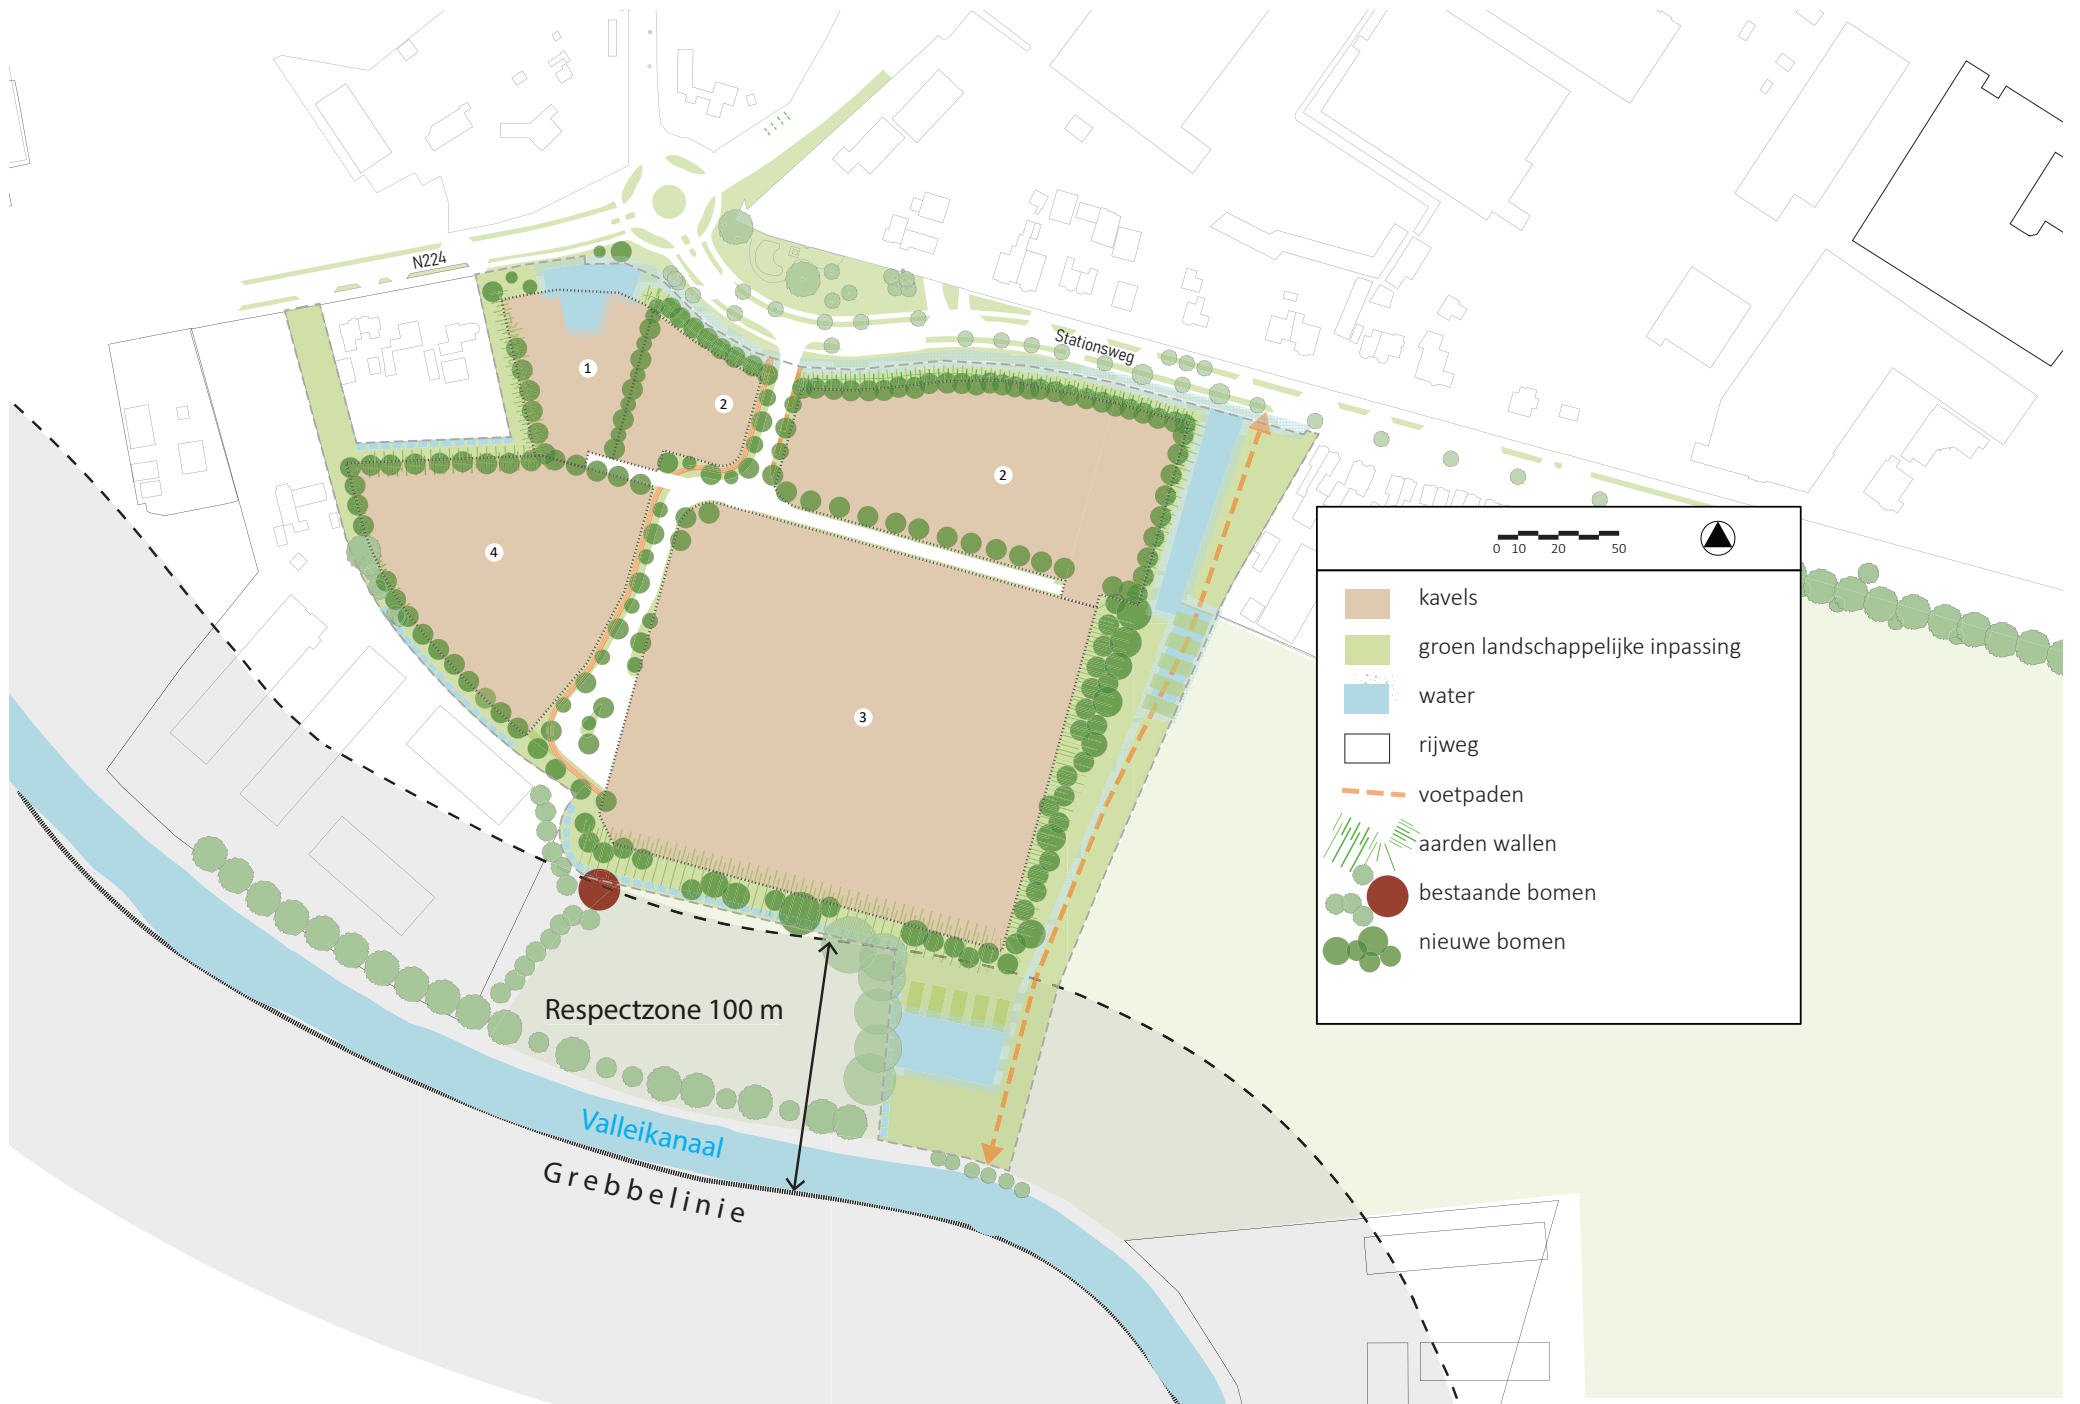 N224
Stationsweg
1
2
2
4
3
0 10 20 50
kavels
groen landschappelijke inpassing
water
rijweg
voetpaden
aarden wallen
bestaande bomen
nieuwe bomen
Respectzone 100 m
Valleikanaal
Grebbelinie